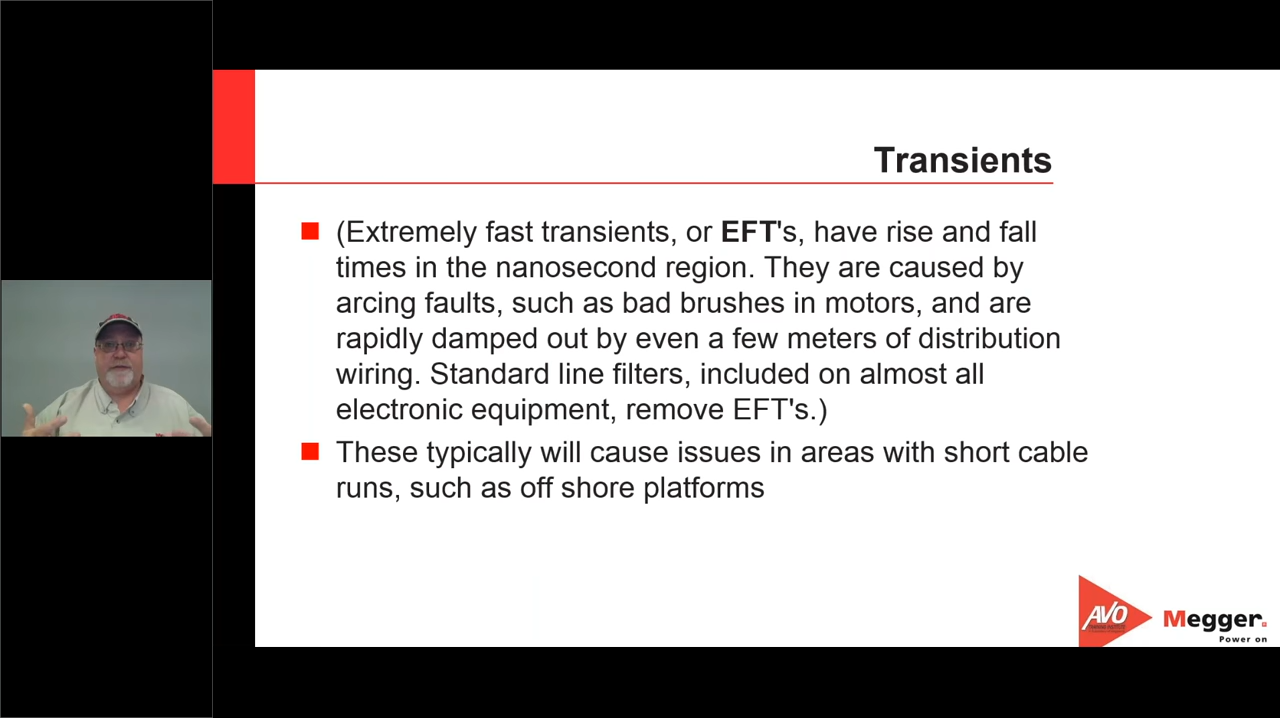 Transients
(Extremely fast transients, or EFT's, have rise and fall
times in the nanosecond region. They are caused by
arcing faults, such as bad brushes in motors, and are
rapidly damped out by even a few meters of distribution
wiring. Standard line filters, included on almost all
electronic equipment, remove EFT's.)
These typically will cause issues in areas with short cable
runs, such as off shore platforms
AVO
Megger.
Power on